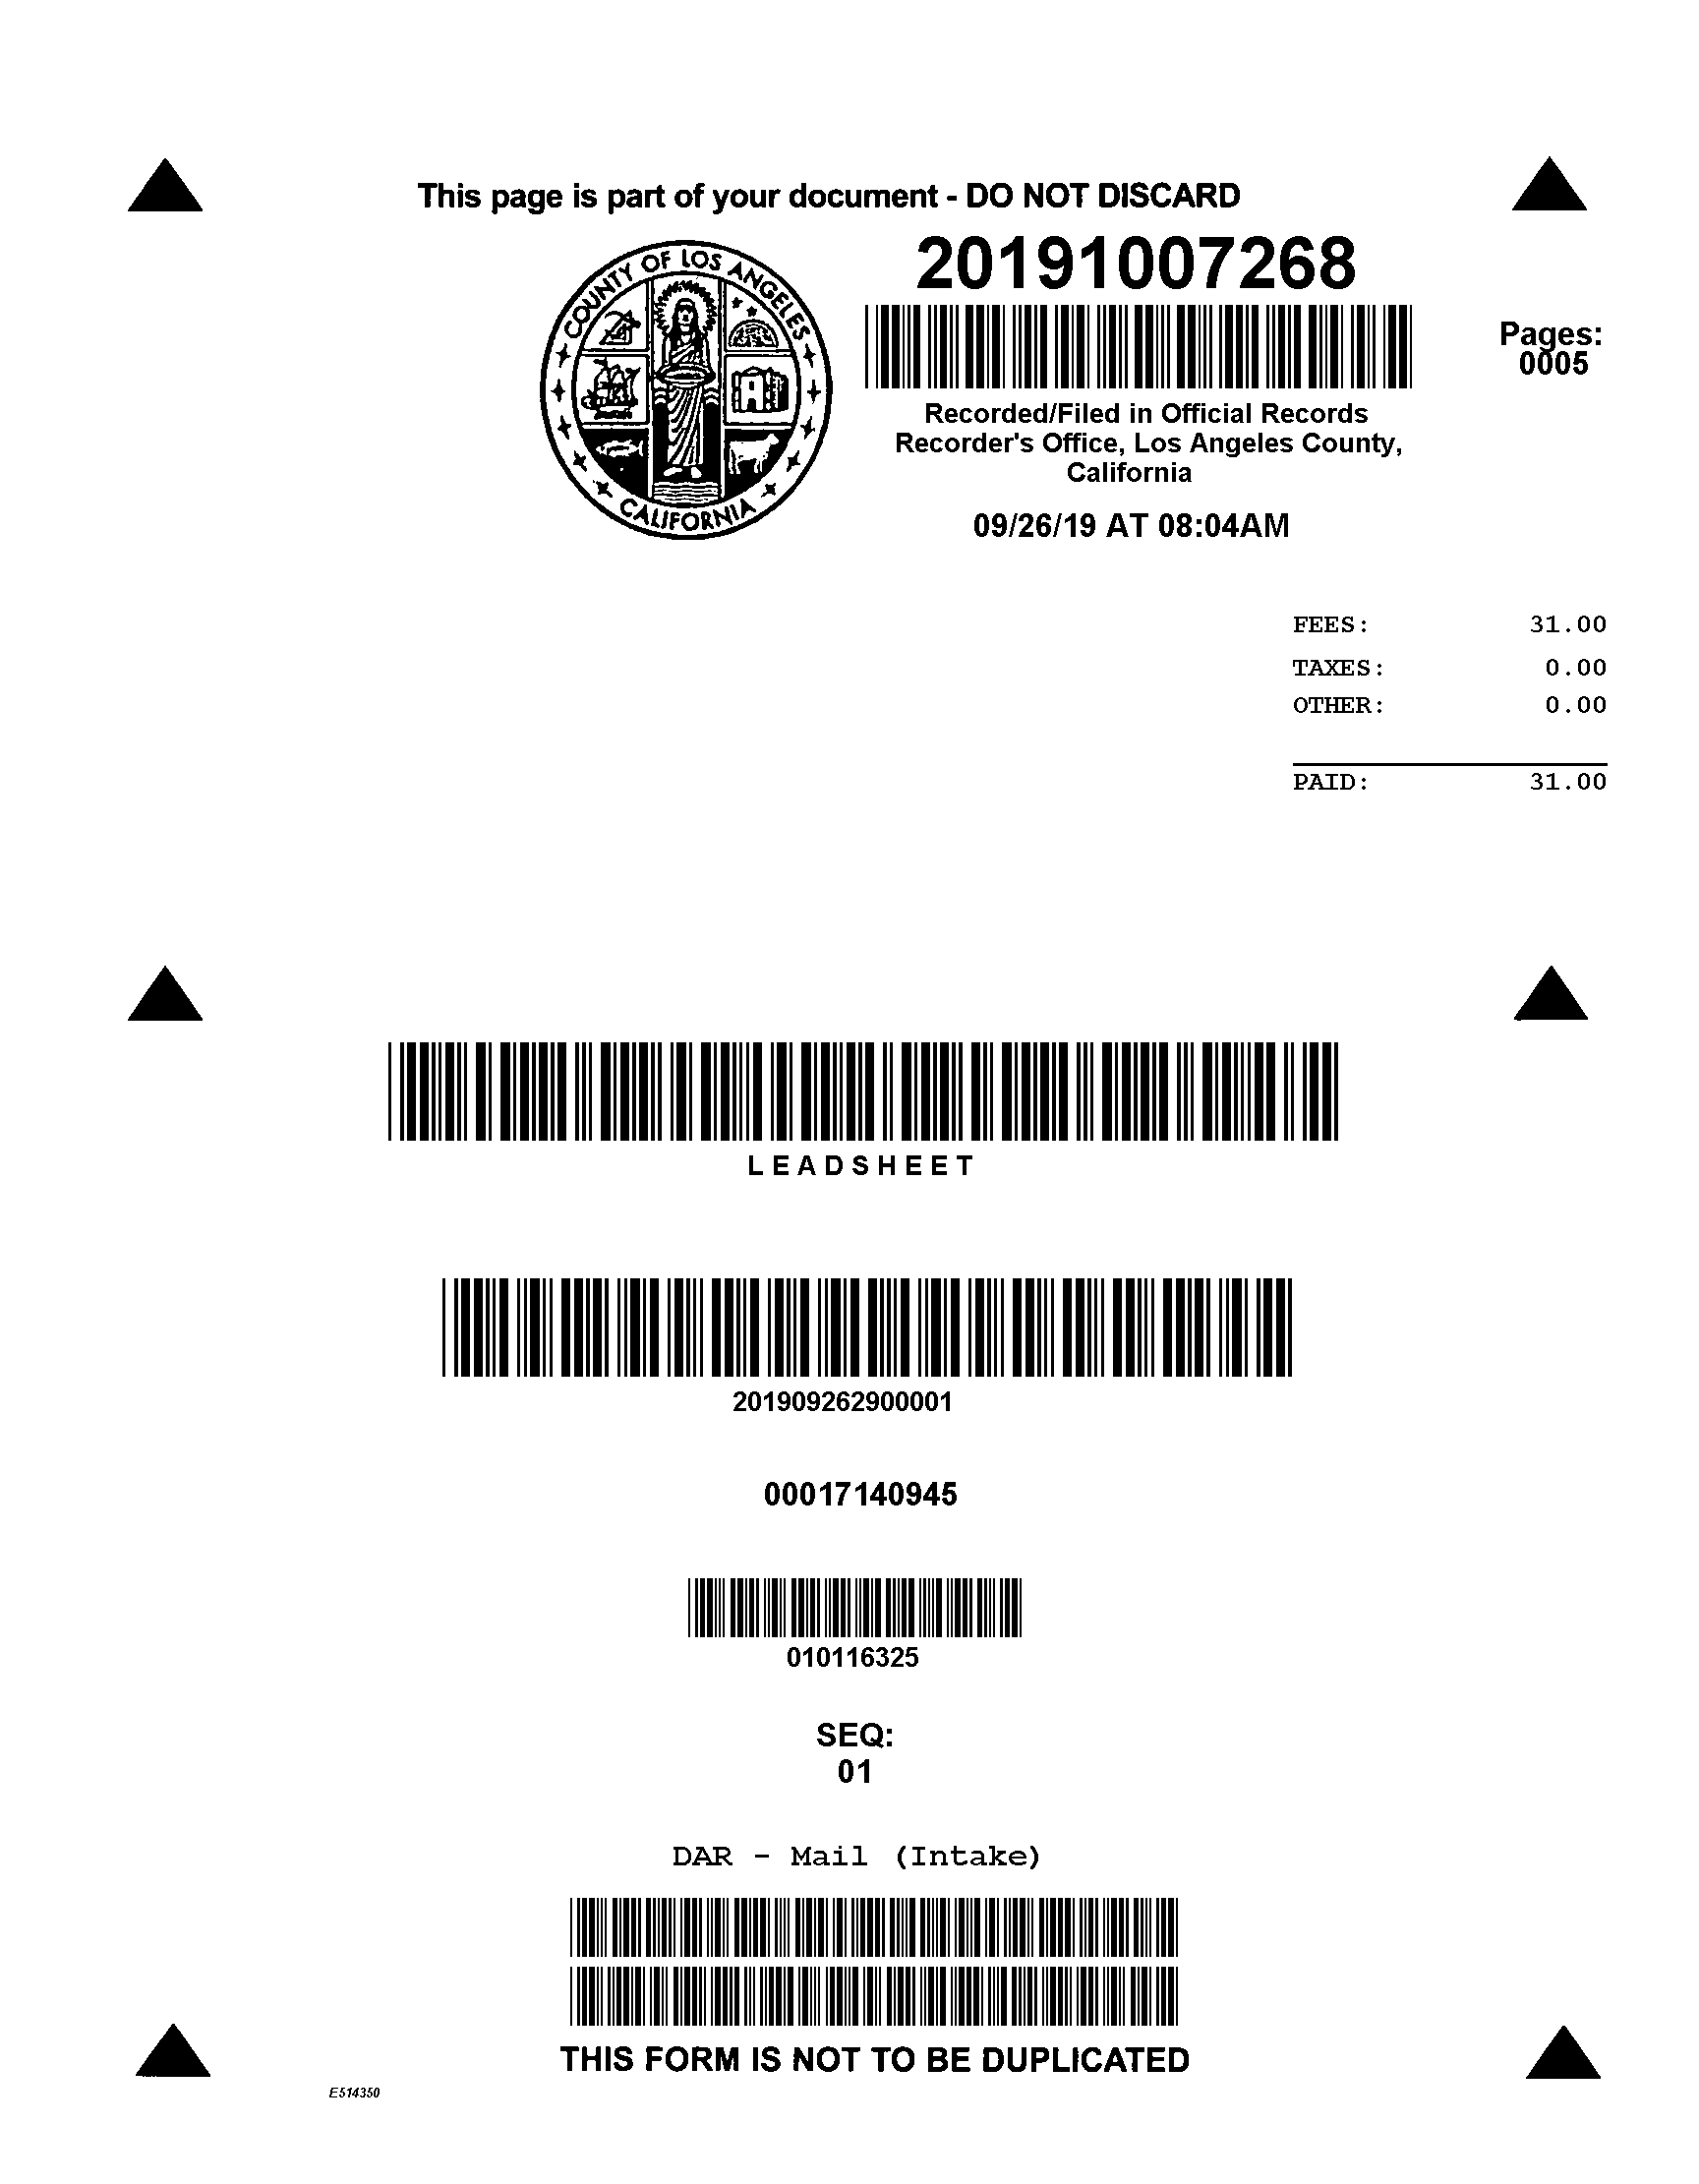 This page is part of your document - DO NOT DISCARD
COUNTY OF LOS ANGELES
CALIFORNIA
20191007268
Pages:
0005
Recorded/Filed in Official Records
Recorder's Office, Los Angeles County,
California
09/26/19 AT 08:04AM
FEES: 31.00
TAXES: 0.00
OTHER: 0.00
PAID: 31.00
LEADSHEET
201909262900001
00017140945
010116325
SEQ:
01
DAR - Mail (Intake)
THIS FORM IS NOT TO BE DUPLICATED
E514350